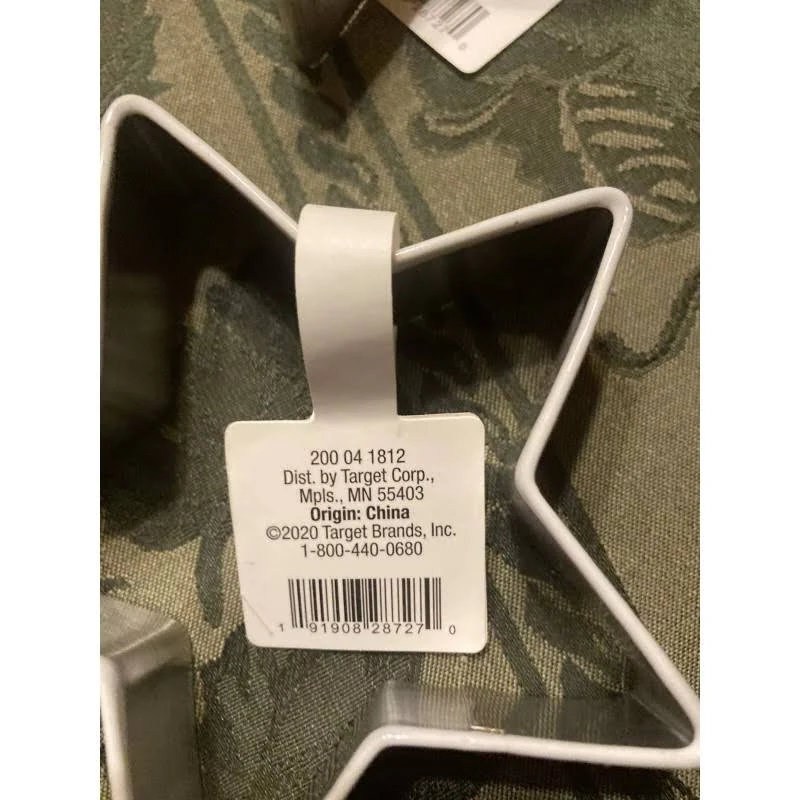 200 04 1812
Dist. by Target Corp.,
Mpls., MN 55403
Origin: China
©2020 Target Brands, Inc.
1-800-440-0680
1 91908 28727 0